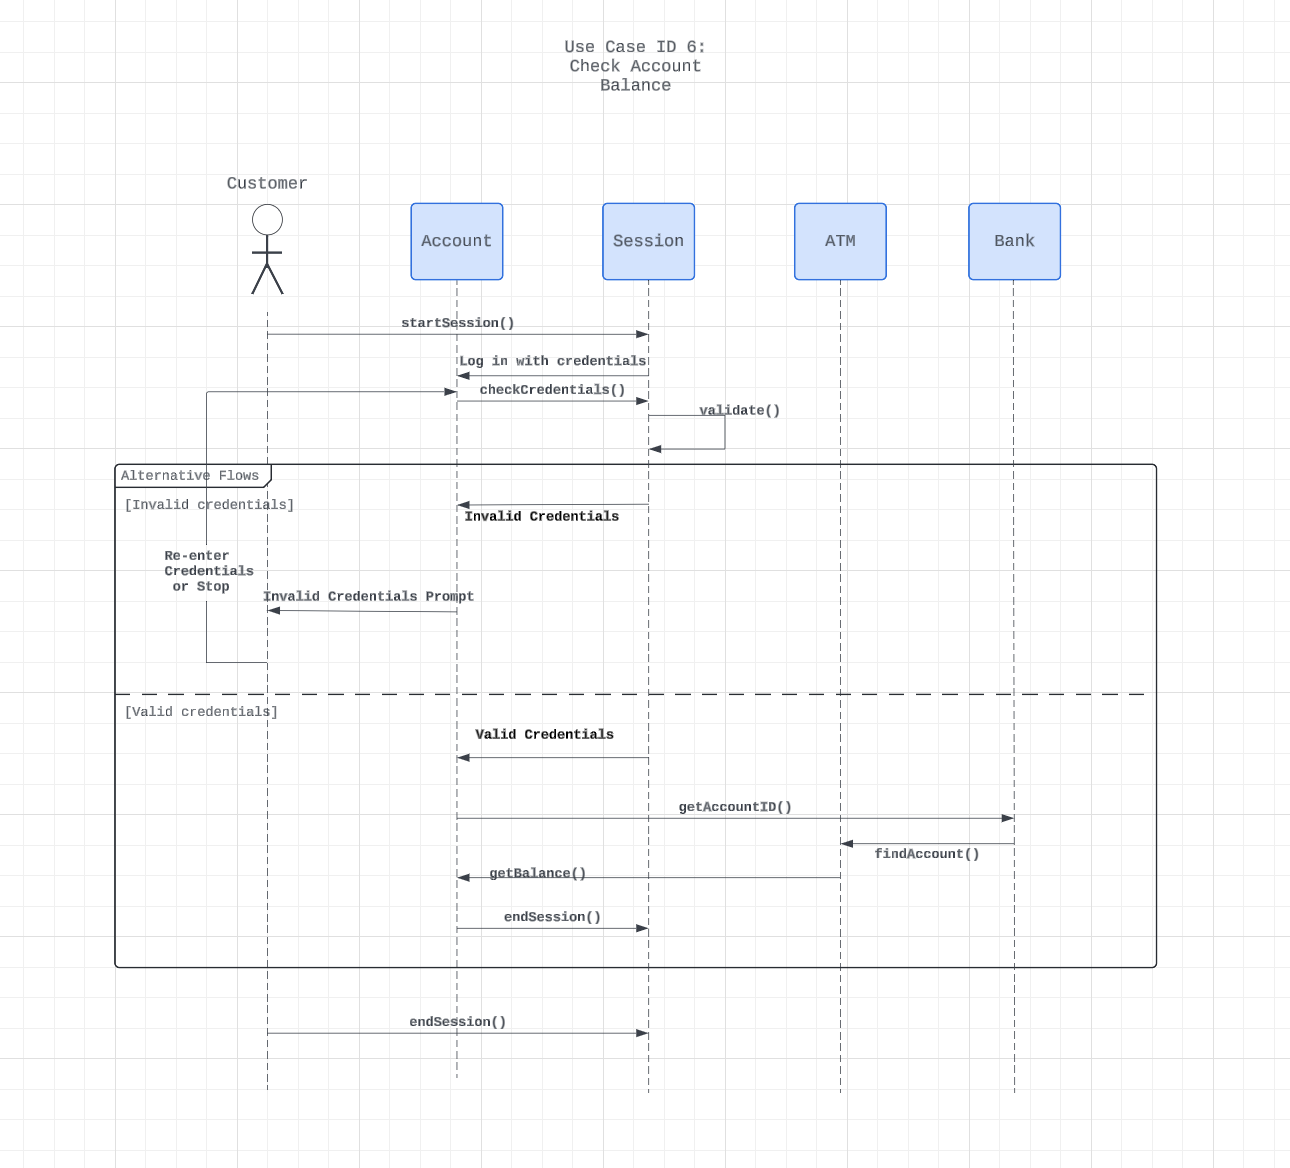 Use Case ID 6:
Check Account
Balance
Customer
Account
Session
ATM
Bank
startSession()
Log in with credentials
checkCredentials()
validate()
Alternative Flows
[Invalid credentials]
Invalid Credentials
Re-enter
Credentials
or Stop
Invalid Credentials Prompt
[Valid credentials]
Valid Credentials
getAccountID()
findAccount()
getBalance()
endSession()
endSession()